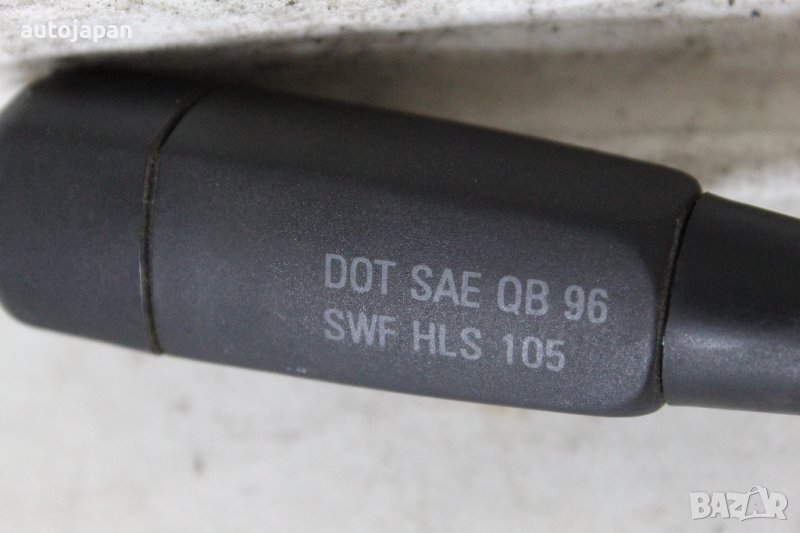 autojapan
DOT SAE QB 96
SWF HLS 105
BAZAR